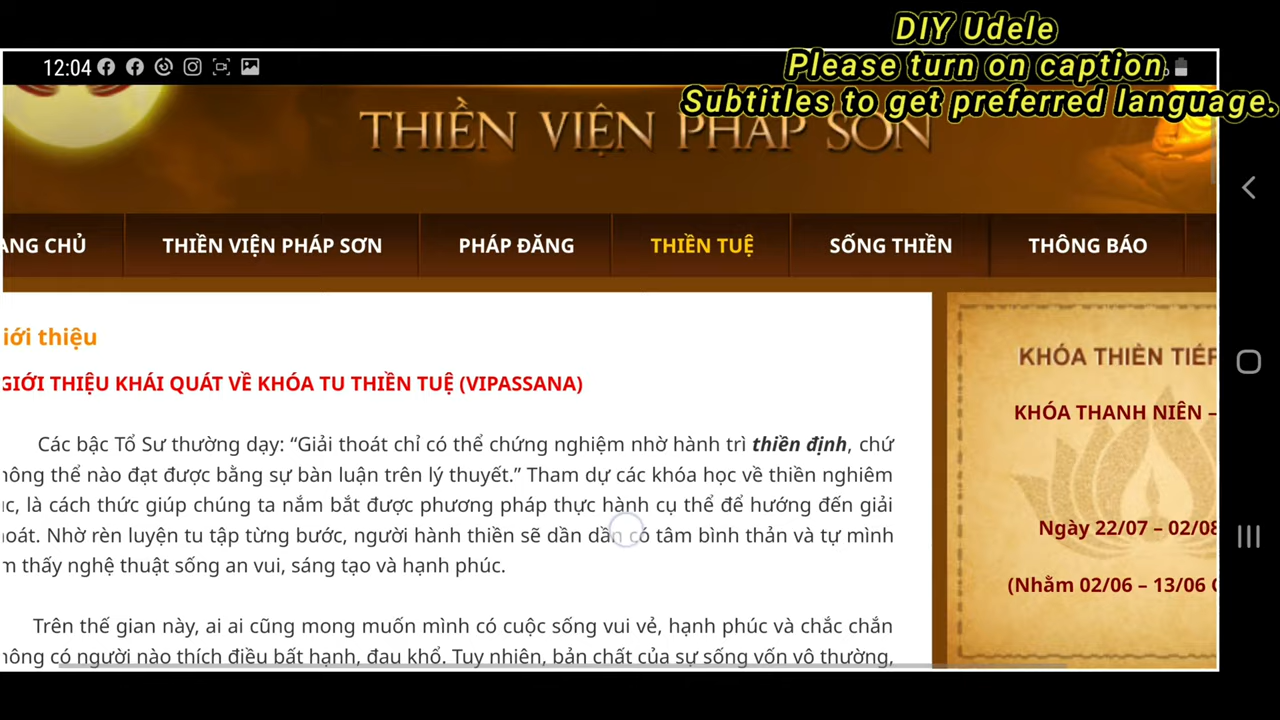 DIY Udele
Please turn on caption.
Subtitles to get preferred language.
12:04
THIỀN VIỆN PHÁP SƠN
ANG CHỦ
THIỀN VIỆN PHÁP SƠN
PHÁP ĐĂNG
THIỀN TUỆ
SỐNG THIỀN
THÔNG BÁO
iới thiệu
GIỚI THIỆU KHÁI QUÁT VỀ KHÓA TU THIỀN TUỆ (VIPASSANA)
Các bậc Tổ Sư thường dạy: “Giải thoát chỉ có thể chứng nghiệm nhờ hành trì thiền định, chứ
hông thể nào đạt được bằng sự bàn luận trên lý thuyết.” Tham dự các khóa học về thiền nghiêm
úc, là cách thức giúp chúng ta nắm bắt được phương pháp thực hành cụ thể để hướng đến giải
hoát. Nhờ rèn luyện tu tập từng bước, người hành thiền sẽ dần dần có tâm bình thản và tự mình
m thấy nghệ thuật sống an vui, sáng tạo và hạnh phúc.
Trên thế gian này, ai ai cũng mong muốn mình có cuộc sống vui vẻ, hạnh phúc và chắc chắn
hông có người nào thích điều bất hạnh, đau khổ. Tuy nhiên, bản chất của sự sống vốn vô thường,
KHÓA THIỀN TIẾP
KHÓA THANH NIÊN –
Ngày 22/07 – 02/08
(Nhằm 02/06 – 13/06